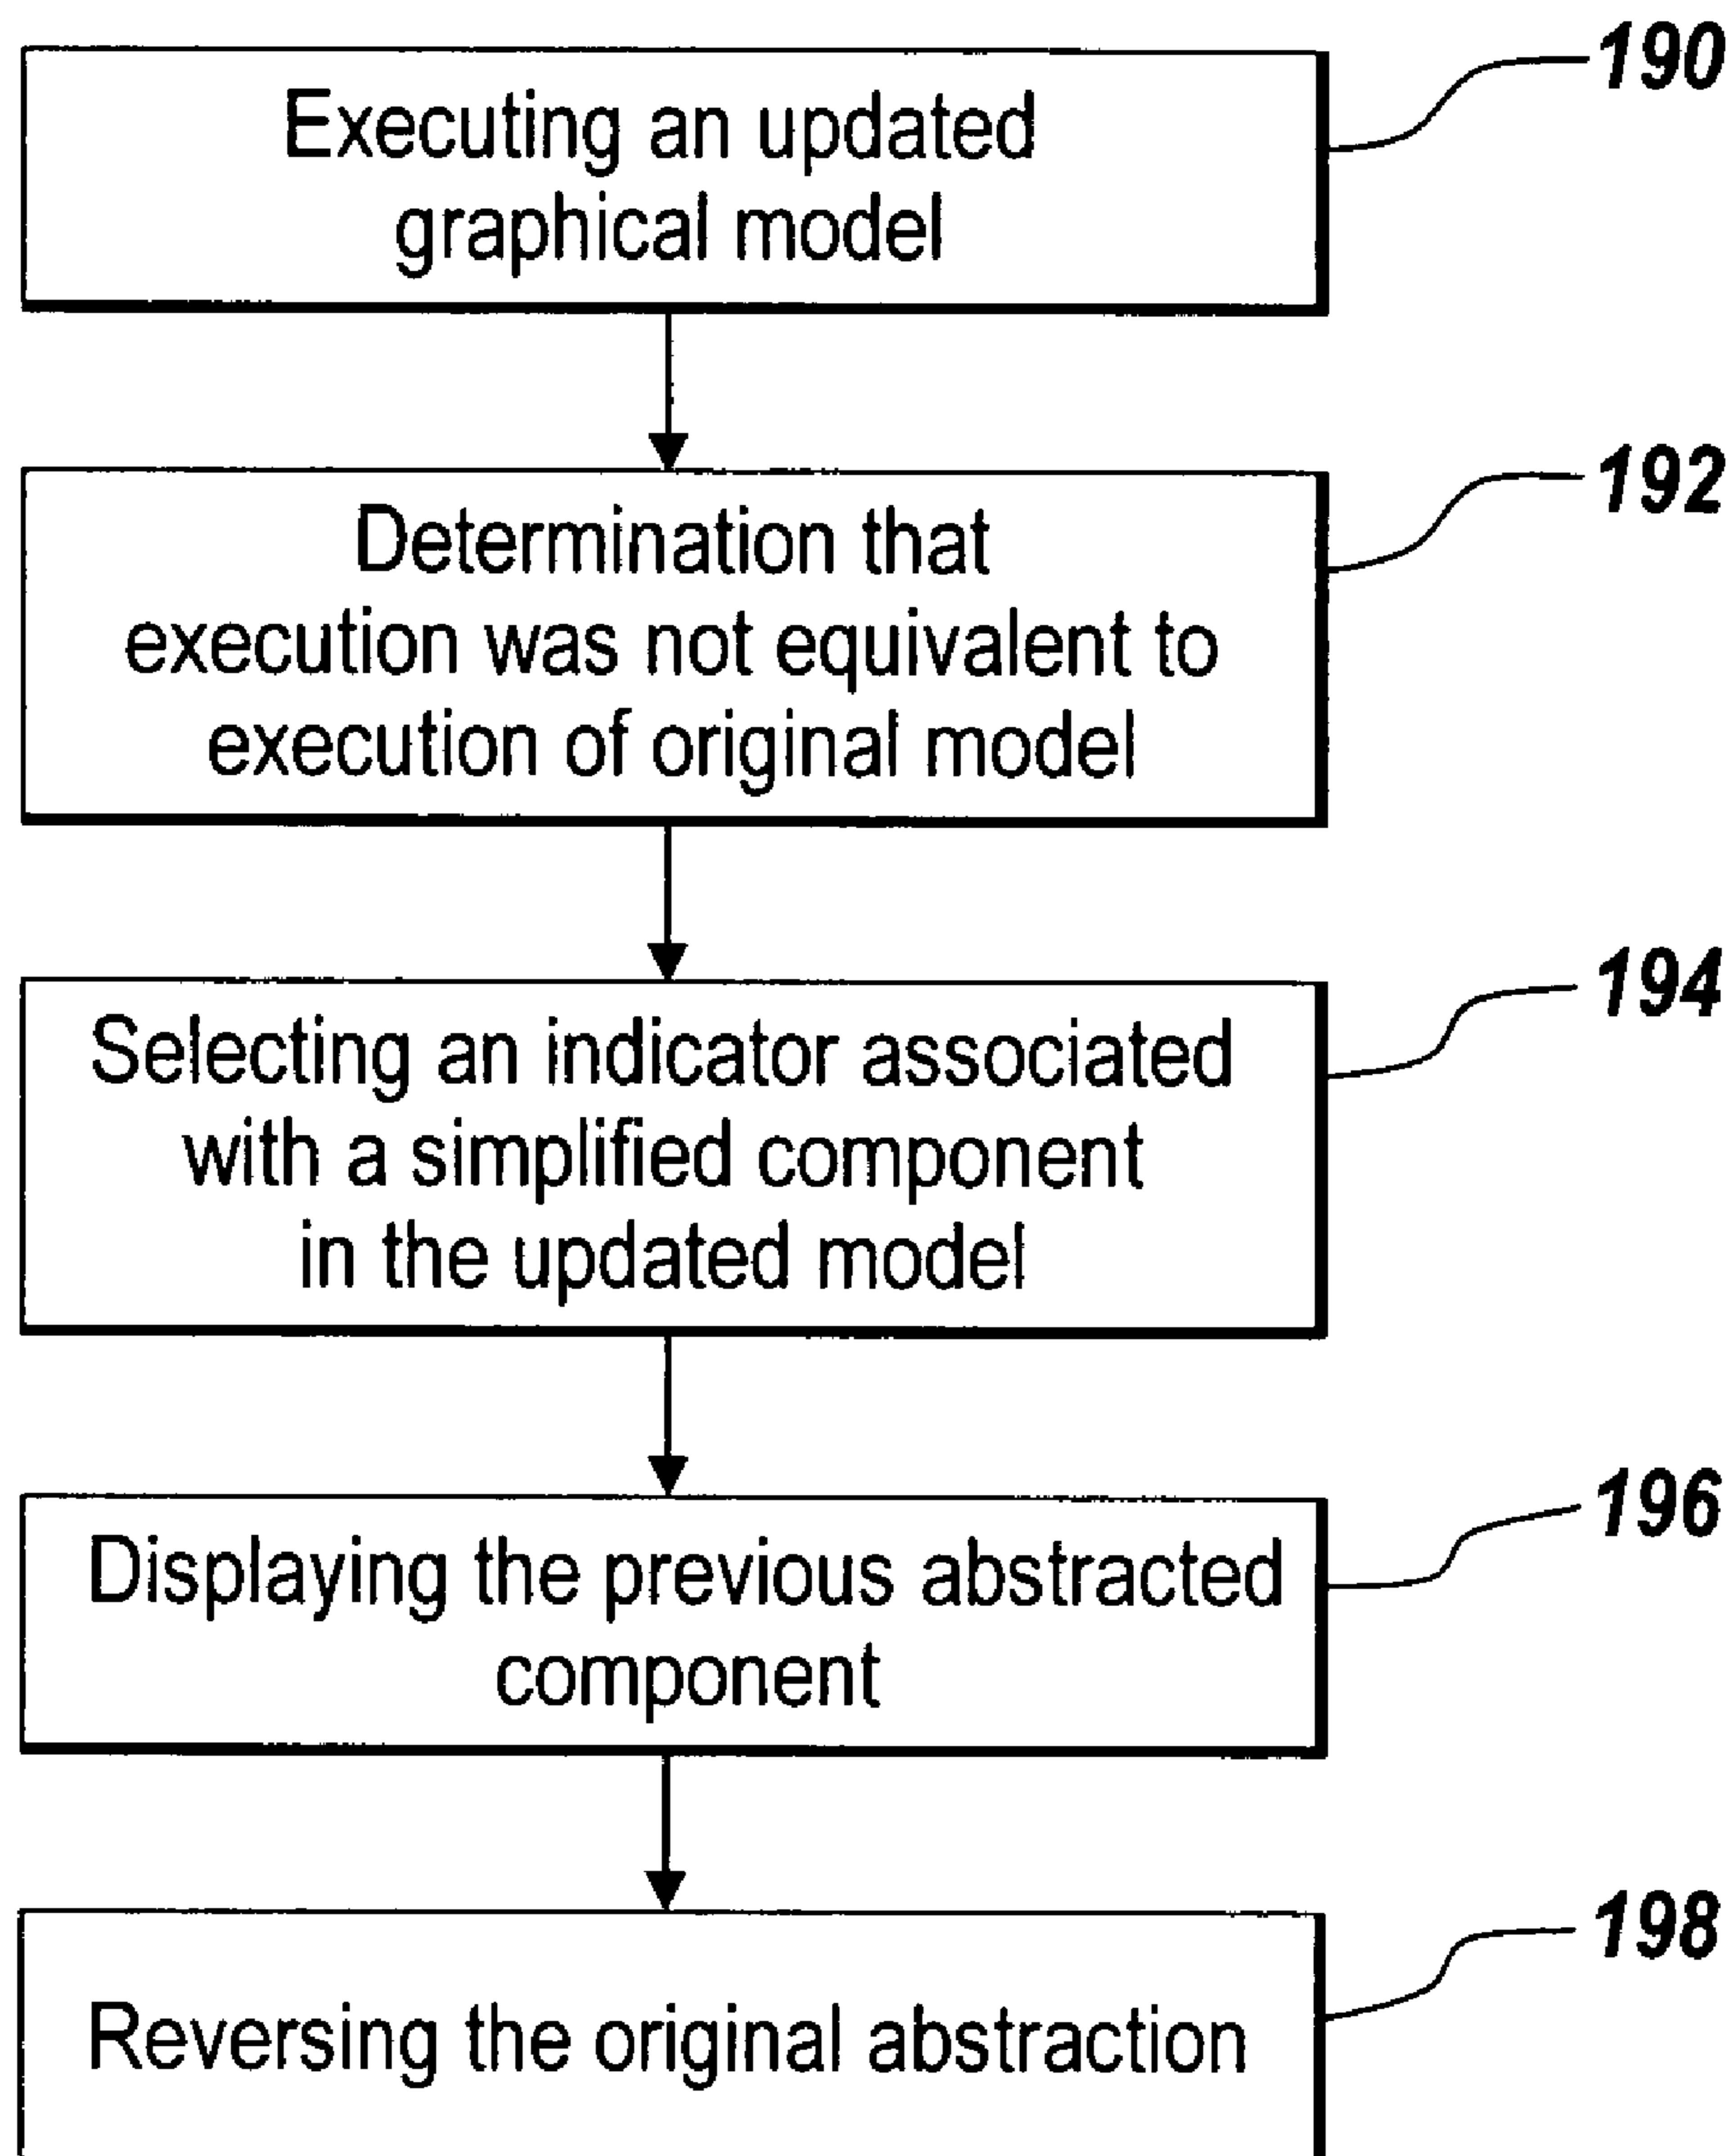 190
Executing an updated
graphical model
192
Determination that
execution was not equivalent to
execution of original model
194
Selecting an indicator associated
with a simplified component
in the updated model
196
Displaying the previous abstracted
component
198
Reversing the original abstraction